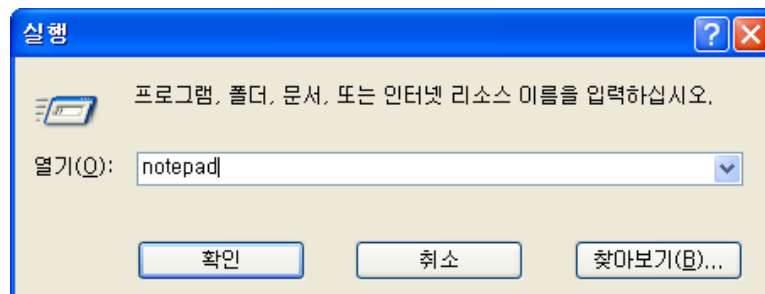 실행
프로그램, 폴더, 문서, 또는 인터넷 리소스 이름을 입력하십시오.
열기(O): notepad
확인 취소 찾아보기(B)...